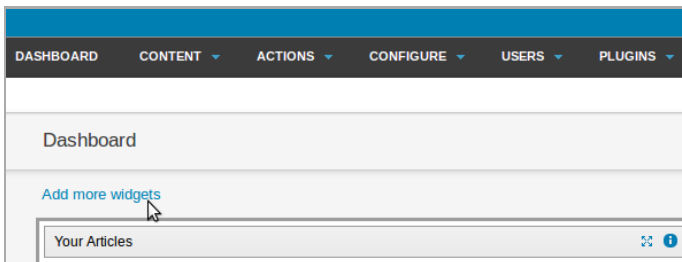 DASHBOARD CONTENT ACTIONS CONFIGURE USERS PLUGINS
Dashboard
Add more widgets
Your Articles